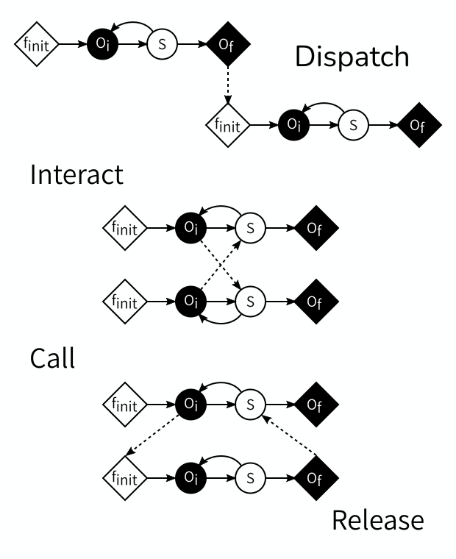 finit Oi S Of
Dispatch
finit Oi S Of
Interact
finit Oi S Of
finit Oi S Of
Call
finit Oi S Of
finit Oi S Of
Release